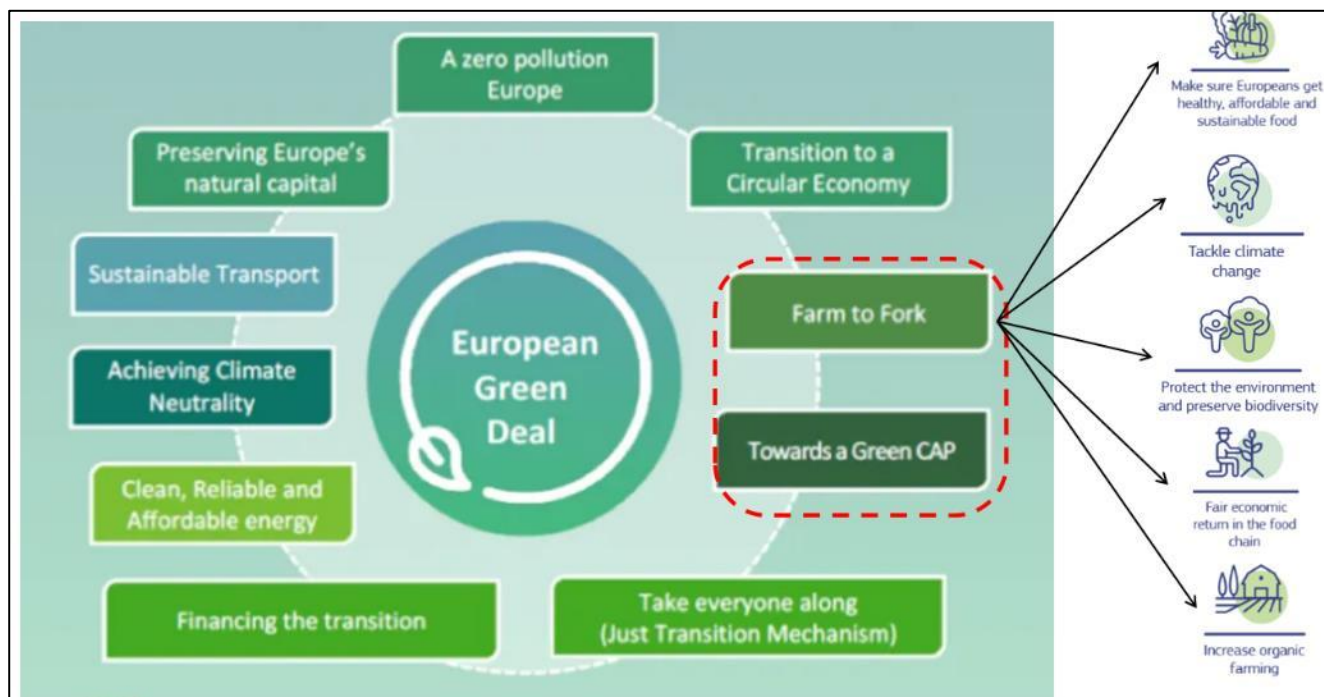 A zero pollution
Europe
Preserving Europe's
natural capital
Transition to a
Circular Economy
Sustainable Transport
Farm to Fork
European
Green
Deal
Achieving Climate
Neutrality
Towards a Green CAP
Clean, Reliable and
Affordable energy
Financing the transition
Take everyone along
(Just Transition Mechanism)
Make sure Europeans get
healthy, affordable and
sustainable food
Tackle climate
change
Protect the environment
and preserve biodiversity
Fair economic
return in the food
chain
Increase organic
farming